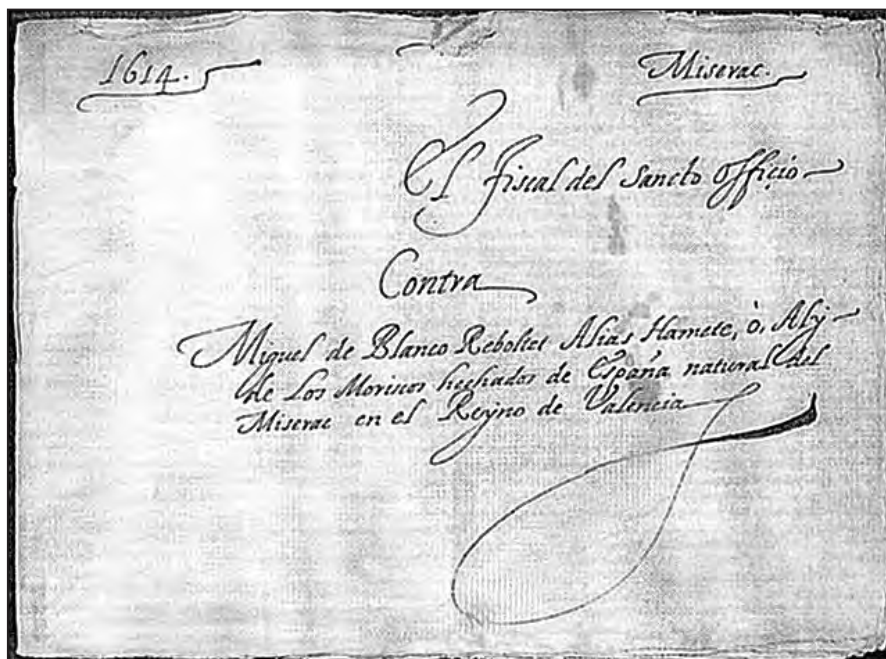 1614.
Miserac.
El fiscal del Sancto Officio
Contra
Miguel de Blanco Reboltet Alias Hamete, ò, Aly
de Los Moriscos hechados de España natural del
Miserac en el Reyno de Valencia